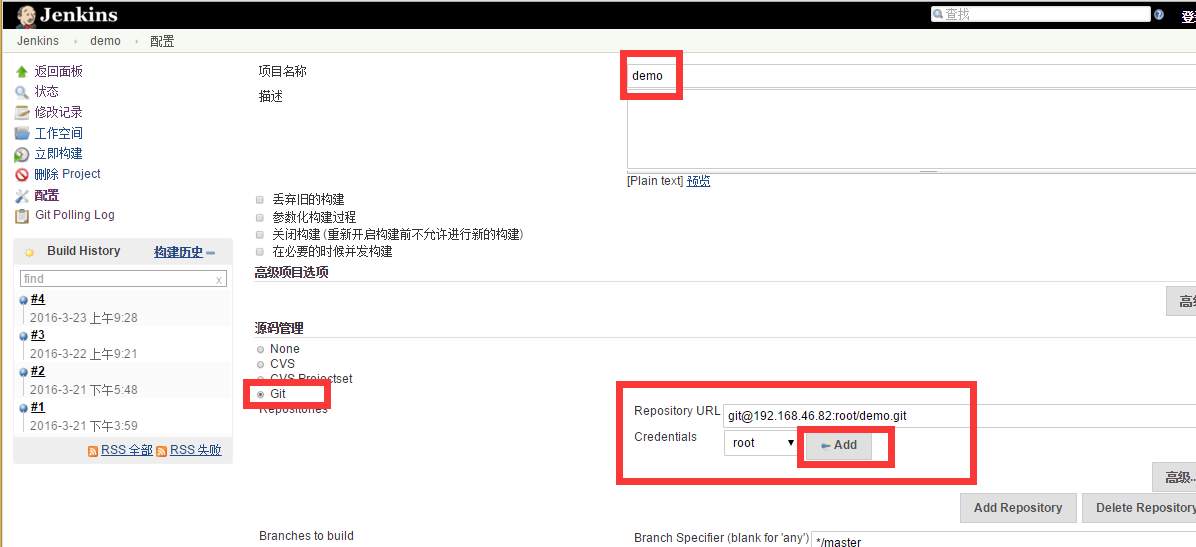 Jenkins
查找
Jenkins › demo › 配置
返回面板
状态
修改记录
工作空间
立即构建
删除 Project
配置
Git Polling Log
Build History 构建历史
find x
#4
2016-3-23 上午9:28
#3
2016-3-22 上午9:21
#2
2016-3-21 下午5:48
#1
2016-3-21 下午3:59
RSS 全部 RSS 失败
项目名称 demo
描述
[Plain text] 预览
丢弃旧的构建
参数化构建过程
关闭构建 (重新开启构建前不允许进行新的构建)
在必要的时候并发构建
高级项目选项
源码管理
None
CVS
CVS Projectset
Git
Repositories
Repository URL git@192.168.46.82:root/demo.git
Credentials root Add
高级..
Add Repository Delete Repository
Branches to build
Branch Specifier (blank for 'any') */master